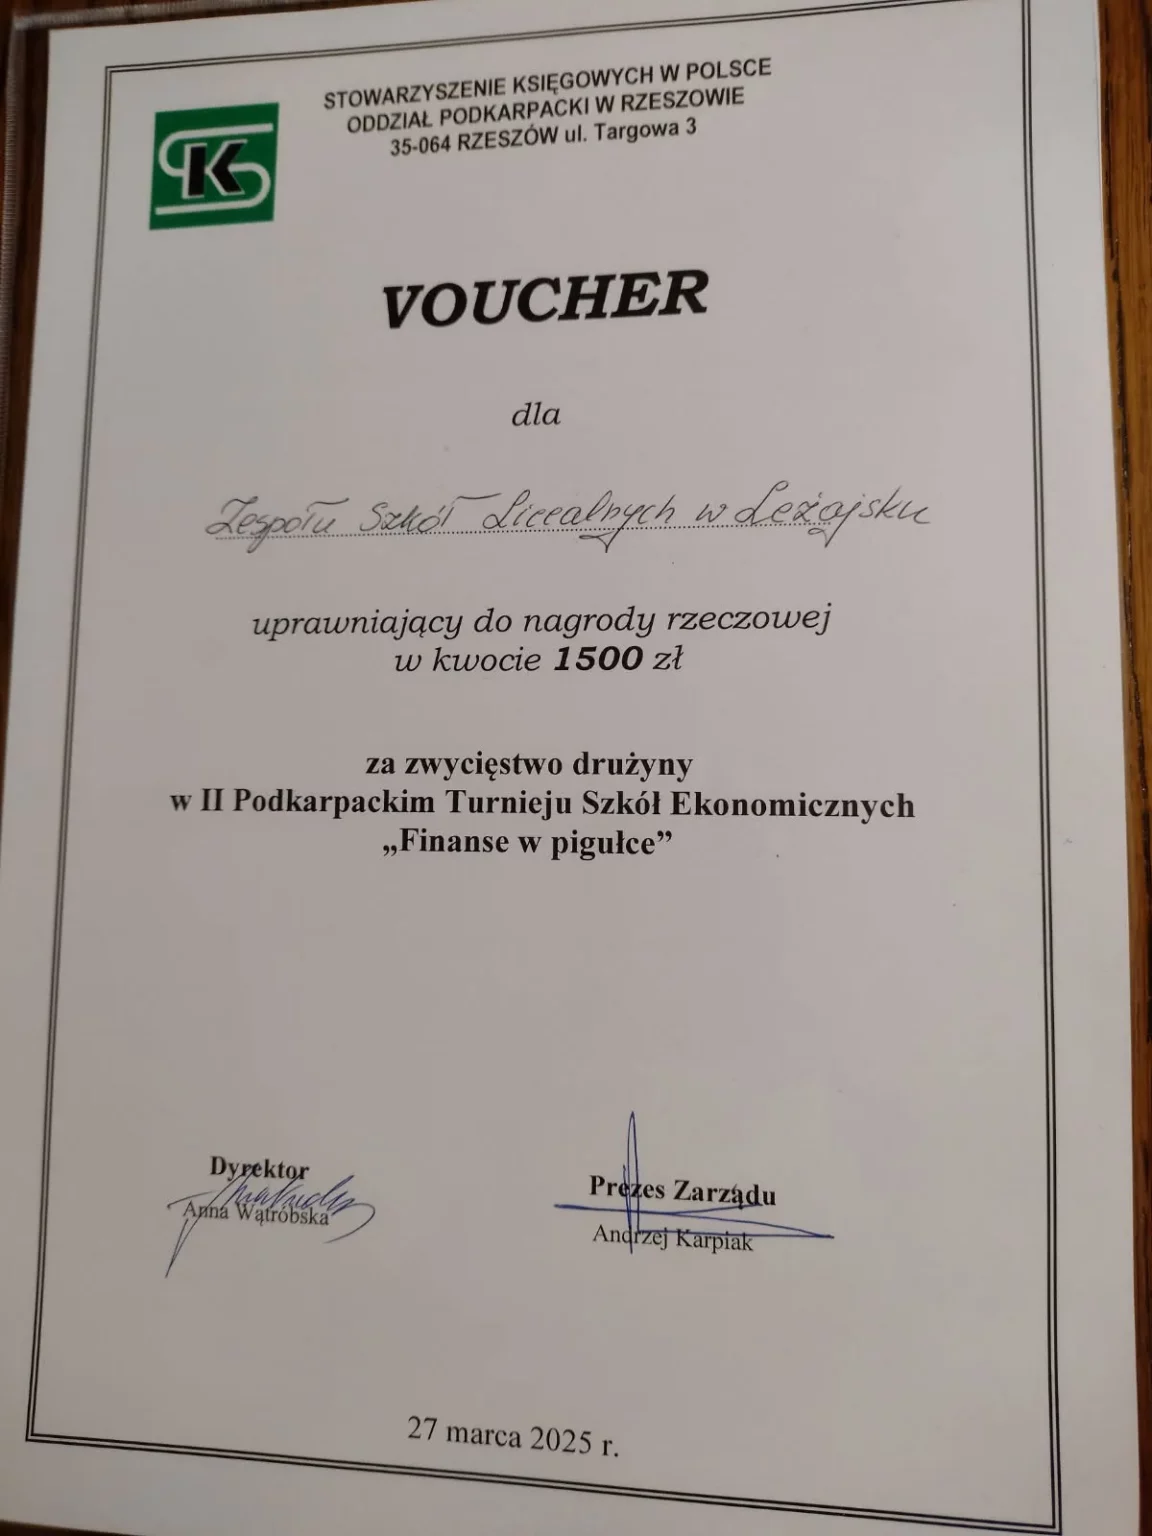 STOWARZYSZENIE KSIĘGOWYCH W POLSCE
ODDZIAŁ PODKARPACKI W RZESZOWIE
35-064 RZESZÓW ul. Targowa 3
SK
VOUCHER
dla
Zespołu Szkół Licealnych w Leżajsku
uprawniający do nagrody rzeczowej
w kwocie 1500 zł
za zwycięstwo drużyny
w II Podkarpackim Turnieju Szkół Ekonomicznych
„Finanse w pigułce”
Dyrektor
Anna Wątróbska
Prezes Zarządu
Andrzej Karpiak
27 marca 2025 r.